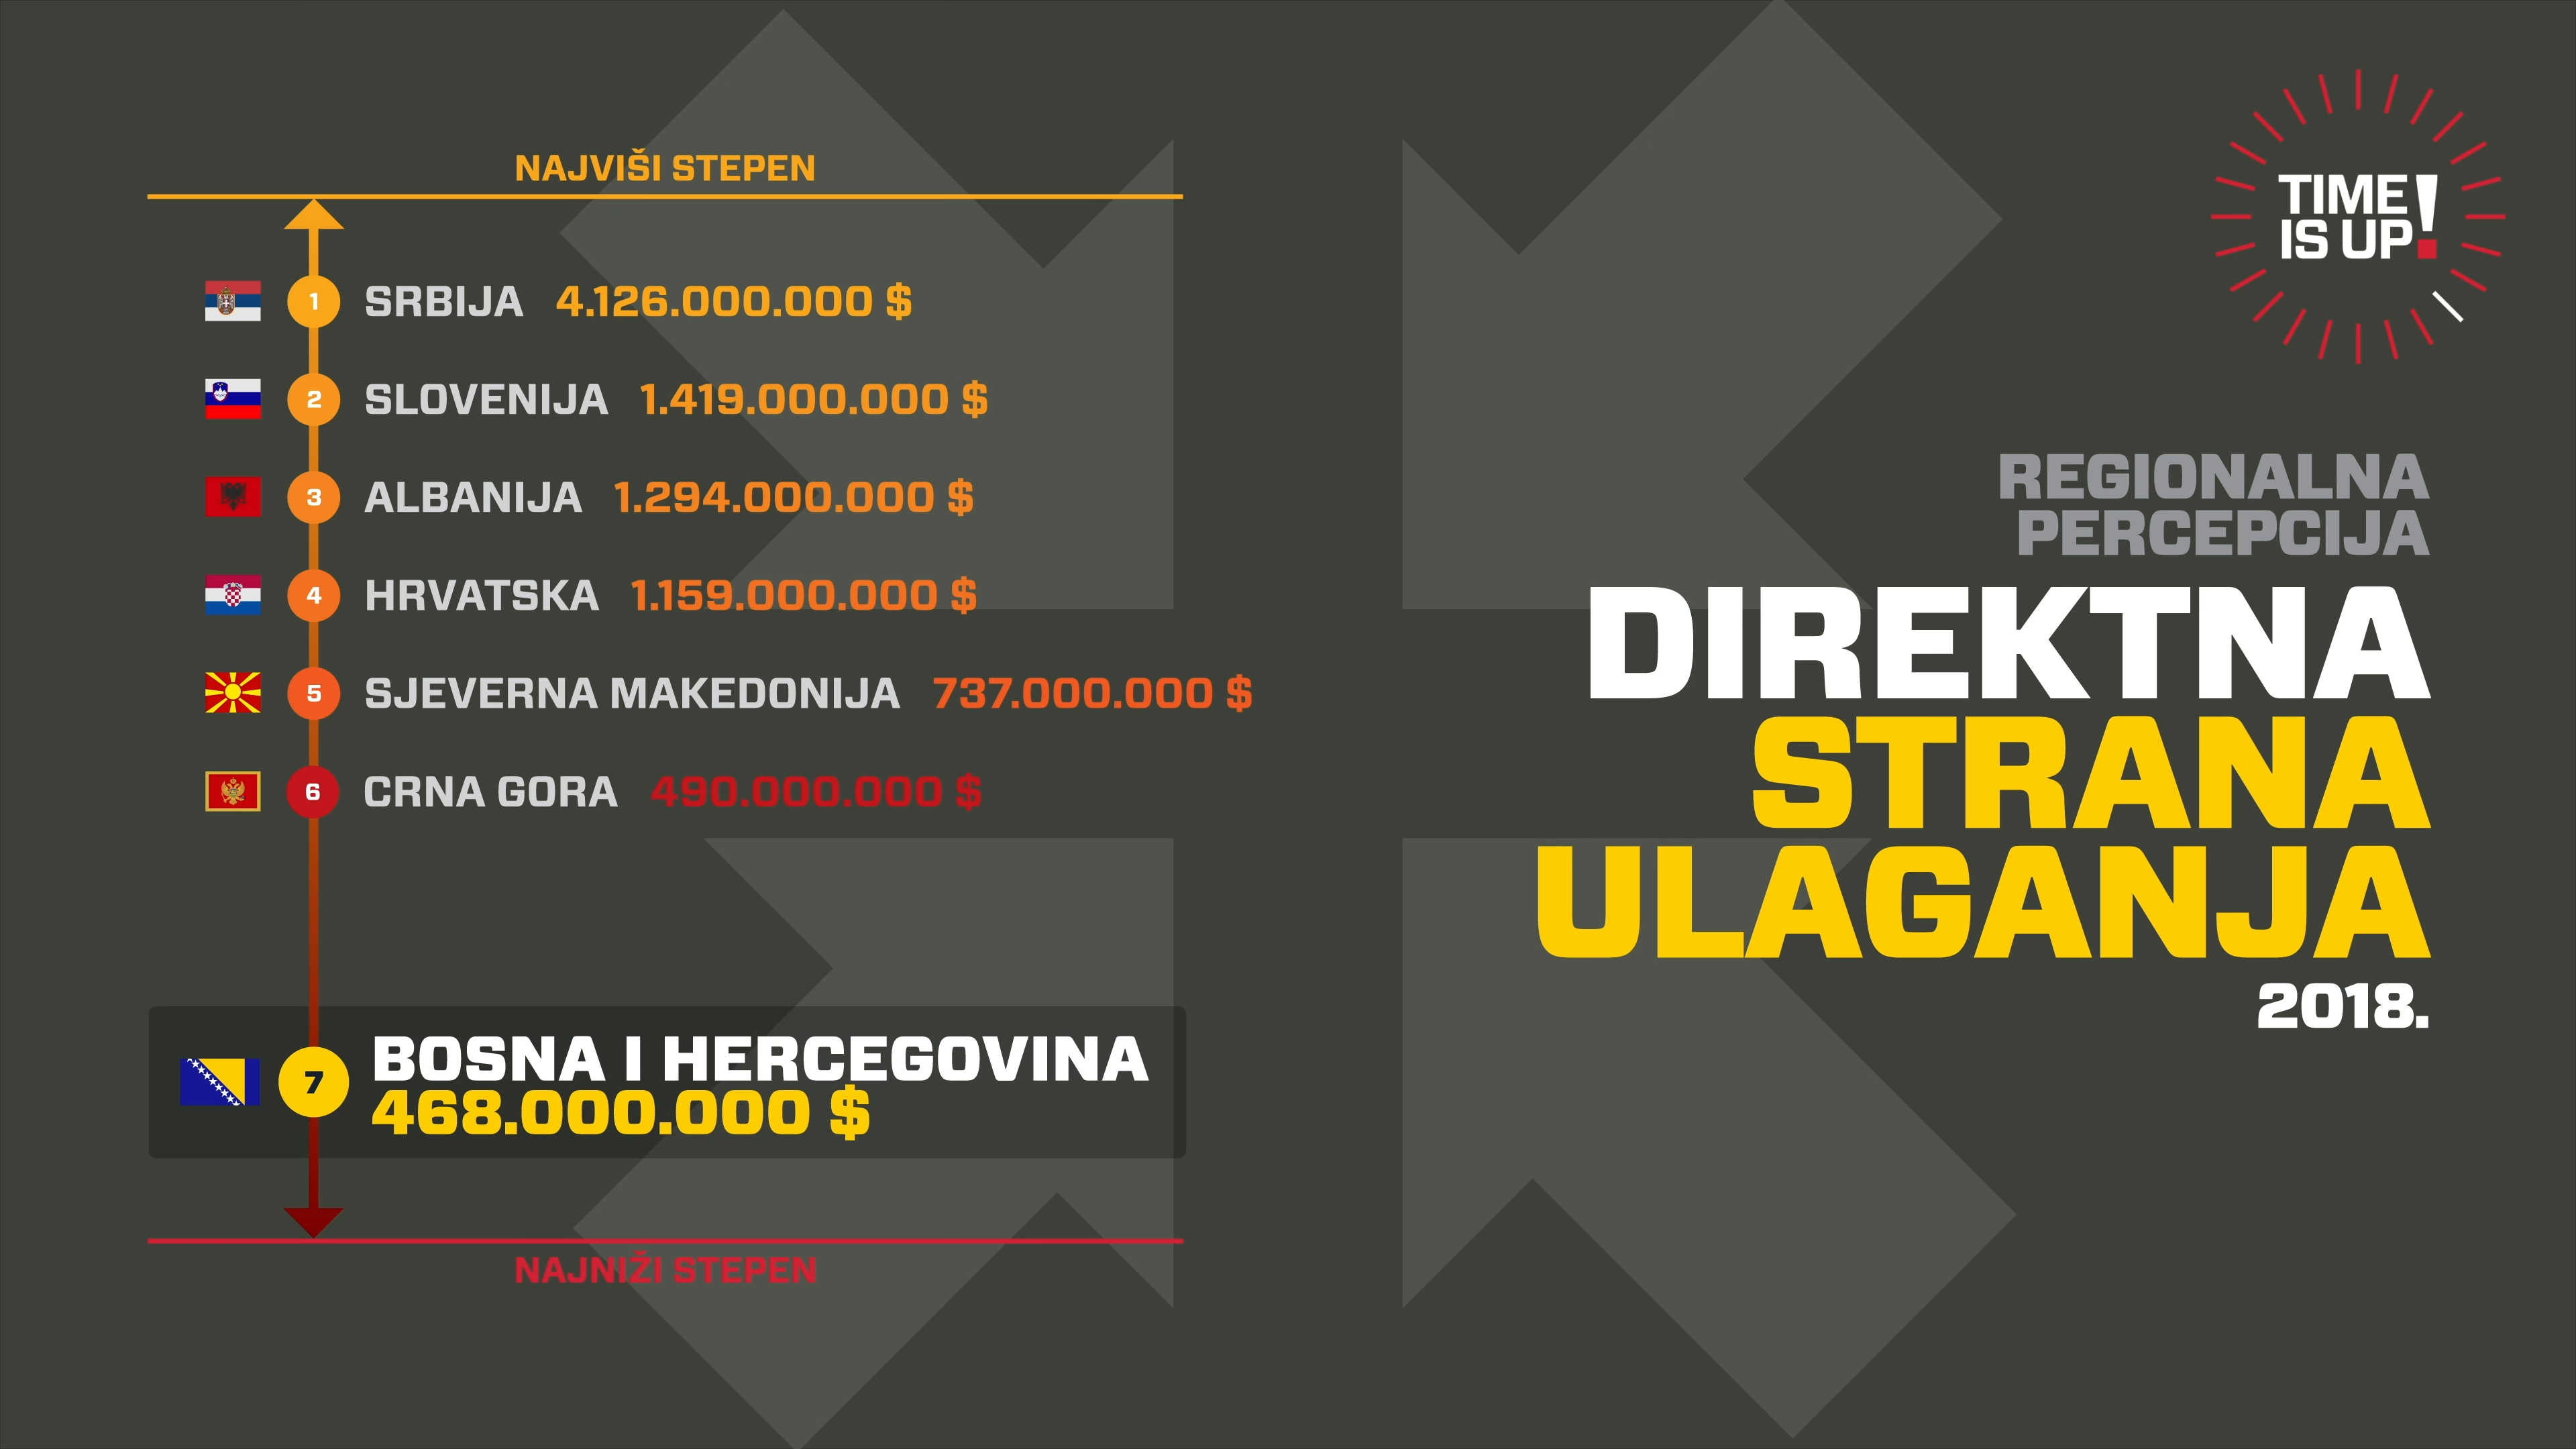 NAJVIŠI STEPEN
1 SRBIJA 4.126.000.000 $
2 SLOVENIJA 1.419.000.000 $
3 ALBANIJA 1.294.000.000 $
4 HRVATSKA 1.159.000.000 $
5 SJEVERNA MAKEDONIJA 737.000.000 $
6 CRNA GORA 490.000.000 $
7 BOSNA I HERCEGOVINA
468.000.000 $
NAJNIŽI STEPEN
TIME
IS UP!
REGIONALNA
PERCEPCIJA
DIREKTNA
STRANA
ULAGANJA
2018.